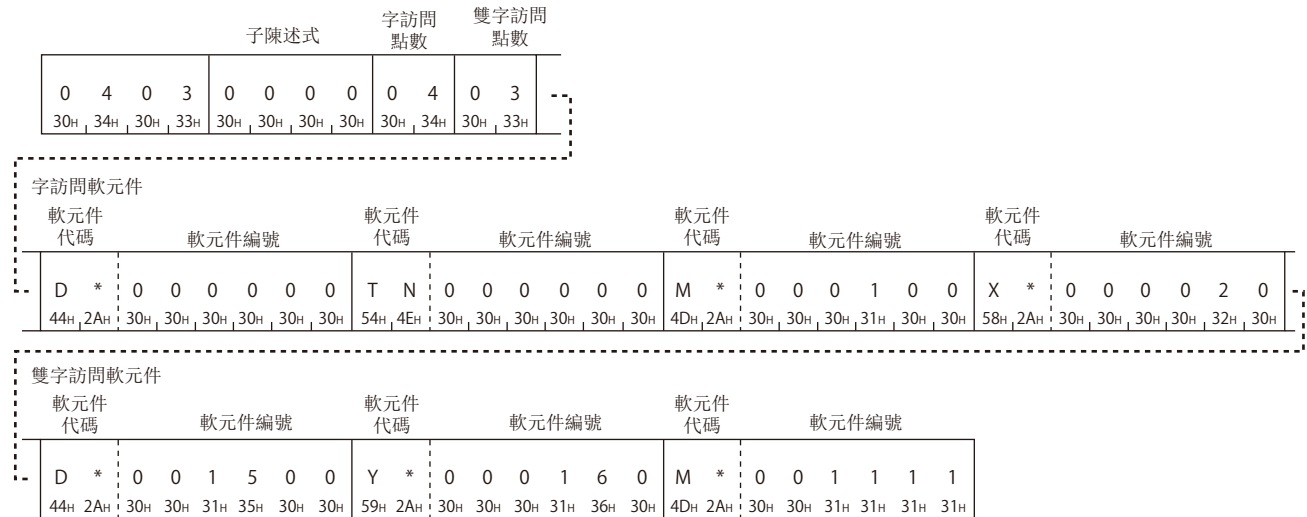 子陳述式 字訪問 點數 雙字訪問 點數
0 4 0 3 0 0 0 0 0 4 0 3
30H 34H 30H 33H 30H 30H 30H 30H 30H 34H 30H 33H
字訪問軟元件
軟元件 代碼 軟元件編號 軟元件 代碼 軟元件編號 軟元件 代碼 軟元件編號 軟元件 代碼 軟元件編號
D * 0 0 0 0 0 0 T N 0 0 0 0 0 0 M * 0 0 0 1 0 0 X * 0 0 0 0 2 0
44H 2AH 30H 30H 30H 30H 30H 30H 54H 4EH 30H 30H 30H 30H 30H 30H 4DH 2AH 30H 30H 30H 31H 30H 30H 58H 2AH 30H 30H 30H 30H 32H 30H
雙字訪問軟元件
軟元件 代碼 軟元件編號 軟元件 代碼 軟元件編號 軟元件 代碼 軟元件編號
D * 0 0 1 5 0 0 Y * 0 0 0 1 6 0 M * 0 0 1 1 1 1
44H 2AH 30H 30H 31H 35H 30H 30H 59H 2AH 30H 30H 30H 31H 36H 30H 4DH 2AH 30H 30H 31H 31H 31H 31H